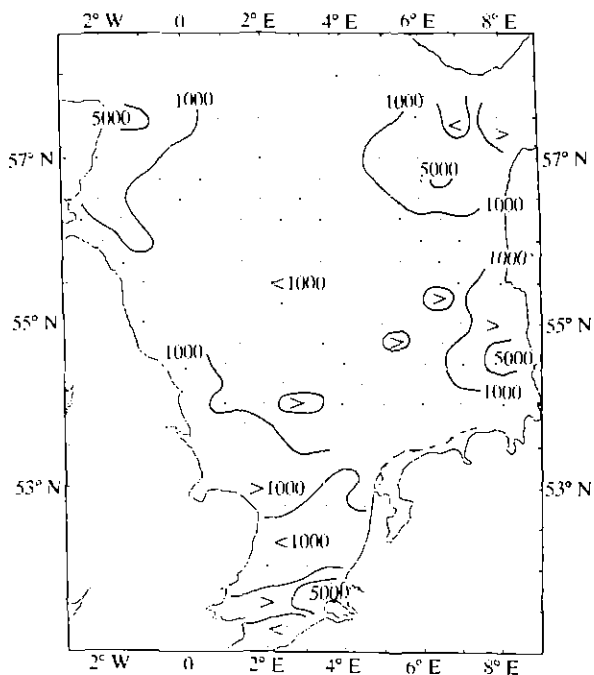 2° W 0 2° E 4° E 6° E 8° E
1000 1000
5000 < >
57° N 57° N
5000
1000
1000
<1000
>
55° N > 55° N
>
1000 5000
1000
>
53° N >1000 53° N
<1000
5000
>
<
2° W 0 2° E 4° E 6° E 8° E